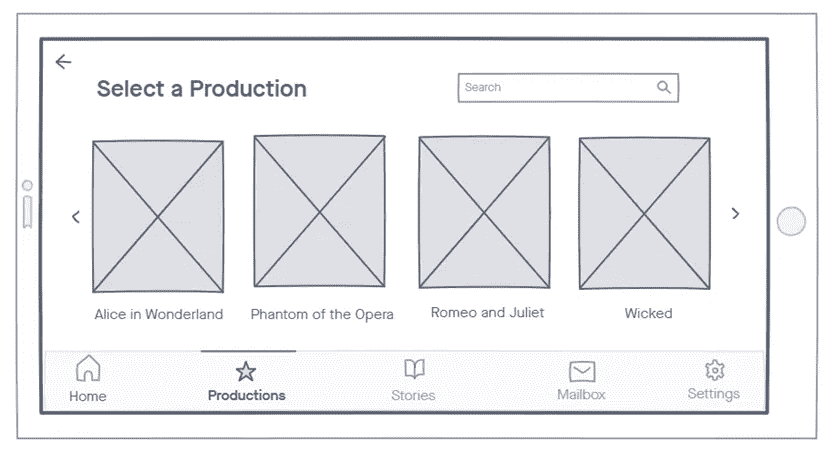 Select a Production
Search
Alice in Wonderland
Phantom of the Opera
Romeo and Juliet
Wicked
Home
Productions
Stories
Mailbox
Settings